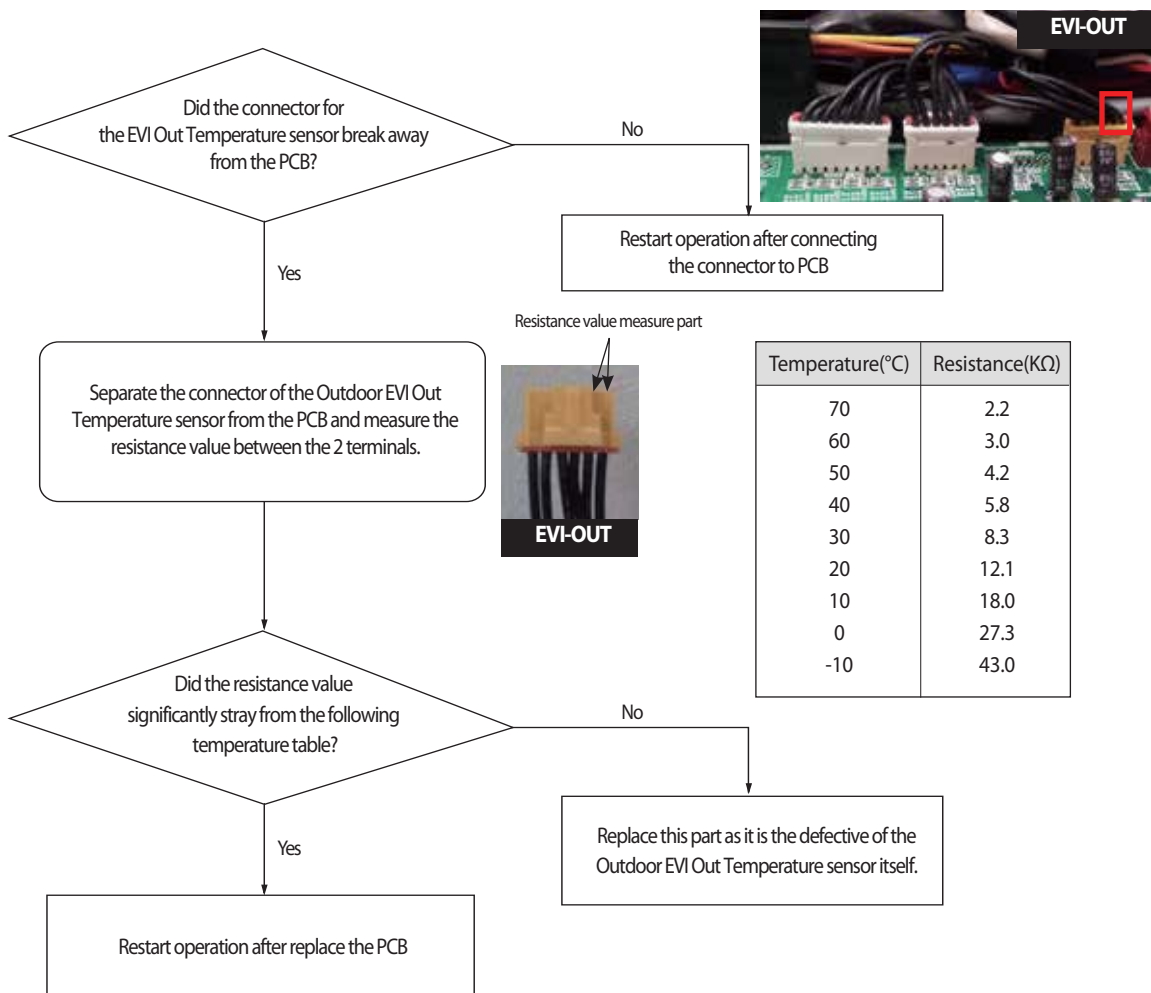 EVI-OUT
Did the connector for
the EVI Out Temperature sensor break away
from the PCB?
No
Restart operation after connecting
the connector to PCB
Yes
Resistance value measure part
Separate the connector of the Outdoor EVI Out
Temperature sensor from the PCB and measure the
resistance value between the 2 terminals.
EVI-OUT
Temperature(°C) Resistance(KΩ)
70 2.2
60 3.0
50 4.2
40 5.8
30 8.3
20 12.1
10 18.0
0 27.3
-10 43.0
Did the resistance value
significantly stray from the following
temperature table?
No
Replace this part as it is the defective of the
Outdoor EVI Out Temperature sensor itself.
Yes
Restart operation after replace the PCB